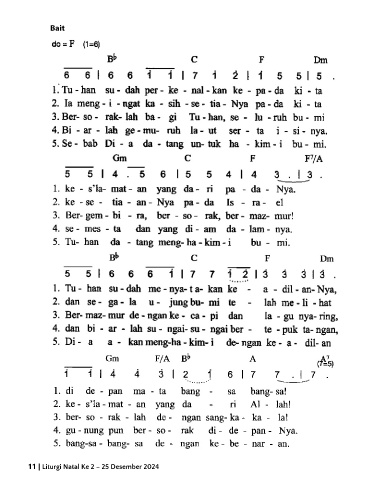 Bait
do = F (1=6)
B♭ C F Dm
6 6 | 6 6 1̇ 1̇ | 7 1̇ 2̇ | 1̇ 5 5 | 5 .
1. Tu - han su - dah per - ke - nal - kan ke - pa - da ki - ta
2. Ia meng - i - ngat ka - sih - se - tia - Nya pa - da ki - ta
3. Ber - so - rak - lah ba - gi Tu - han, se - lu - ruh bu - mi
4. Bi - ar - lah ge - mu - ruh la - ut ser - ta i - si - nya.
5. Se - bab Di - a da - tang un - tuk ha - kim - i bu - mi.
Gm C F F⁷/A
5 5 | 4 . 5 6 | 5 5 4 | 4 3 . | 3 .
1. ke - s'la - mat - an yang da - ri pa - da - Nya.
2. ke - se - tia - an - Nya pa - da Is - ra - el
3. Ber - gem - bi - ra, ber - so - rak, ber - maz - mur!
4. se - mes - ta dan yang di - am da - lam - nya.
5. Tu - han da - tang meng - ha - kim - i bu - mi.
B♭ C F Dm
5 5 | 6 6 6 1̇ | 7 7 1̇ 2̇ | 3̇ 3̇ 3̇ | 3̇ .
1. Tu - han su - dah me - nya - ta - kan ke - a - dil - an - Nya,
2. dan se - ga - la u - jung bu - mi te - lah me - li - hat
3. Ber - maz - mur de - ngan ke - ca - pi dan la - gu nya - ring,
4. dan bi - ar - lah su - ngai - su - ngai ber - te - puk ta - ngan,
5. Di - a a - kan meng - ha - kim - i de - ngan ke - a - dil - an
Gm F/A B♭ A A⁷
(7=5)
1̇ 1̇ | 4 4 3 | 2 1 6 | 7 7 . | 7 .
1. di de - pan ma - ta bang - sa bang - sa!
2. ke - s'la - mat - an yang da - ri Al - lah!
3. ber - so - rak - lah de - ngan sang - ka - ka - la!
4. gu - nung pun ber - so - rak di - de - pan - Nya.
5. bang - sa - bang - sa de - ngan ke - be - nar - an.
11 | Liturgi Natal Ke 2 – 25 Desember 2024